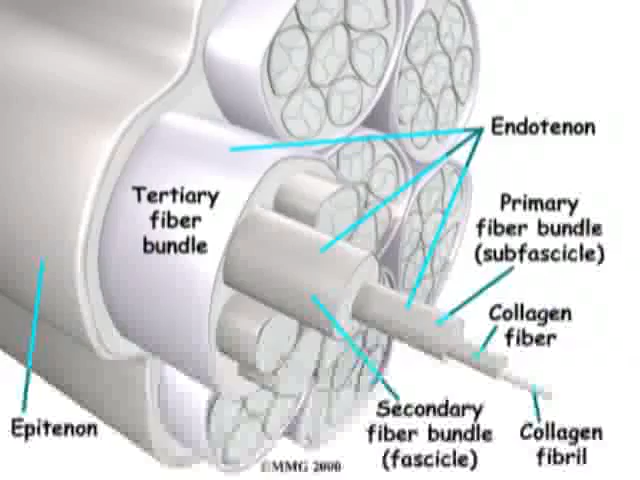 Endotenon
Tertiary
fiber
bundle
Primary
fiber bundle
(subfascicle)
Collagen
fiber
Epitenon
Secondary
fiber bundle
(fascicle)
Collagen
fibril
©MMG 2000